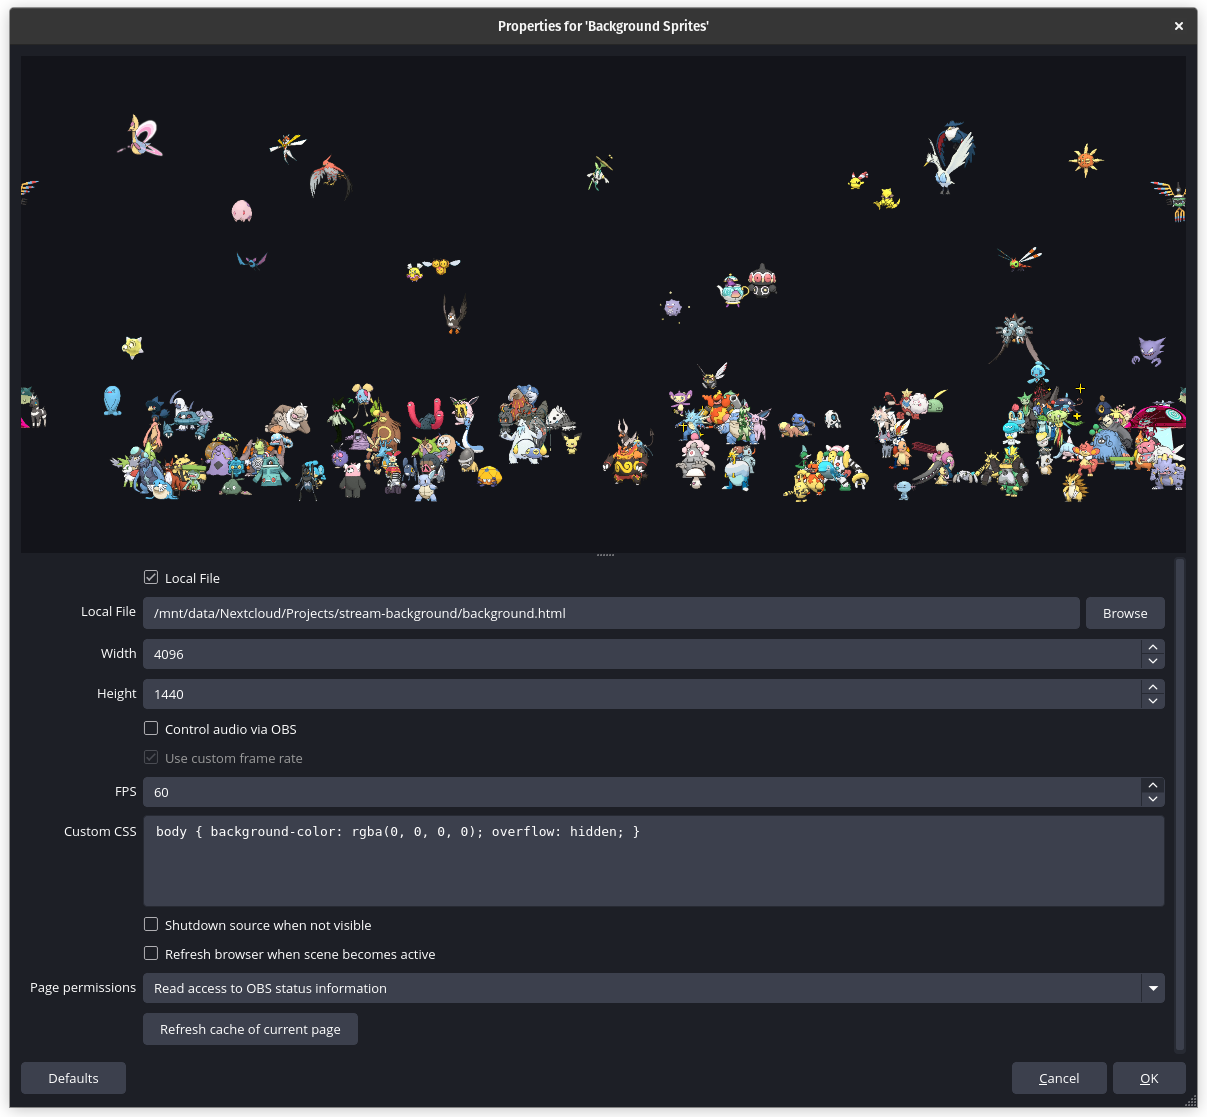 Properties for 'Background Sprites'
Local File
Local File /mnt/data/Nextcloud/Projects/stream-background/background.html Browse
Width 4096
Height 1440
Control audio via OBS
Use custom frame rate
FPS 60
Custom CSS body { background-color: rgba(0, 0, 0, 0); overflow: hidden; }
Shutdown source when not visible
Refresh browser when scene becomes active
Page permissions Read access to OBS status information
Refresh cache of current page
Defaults Cancel OK